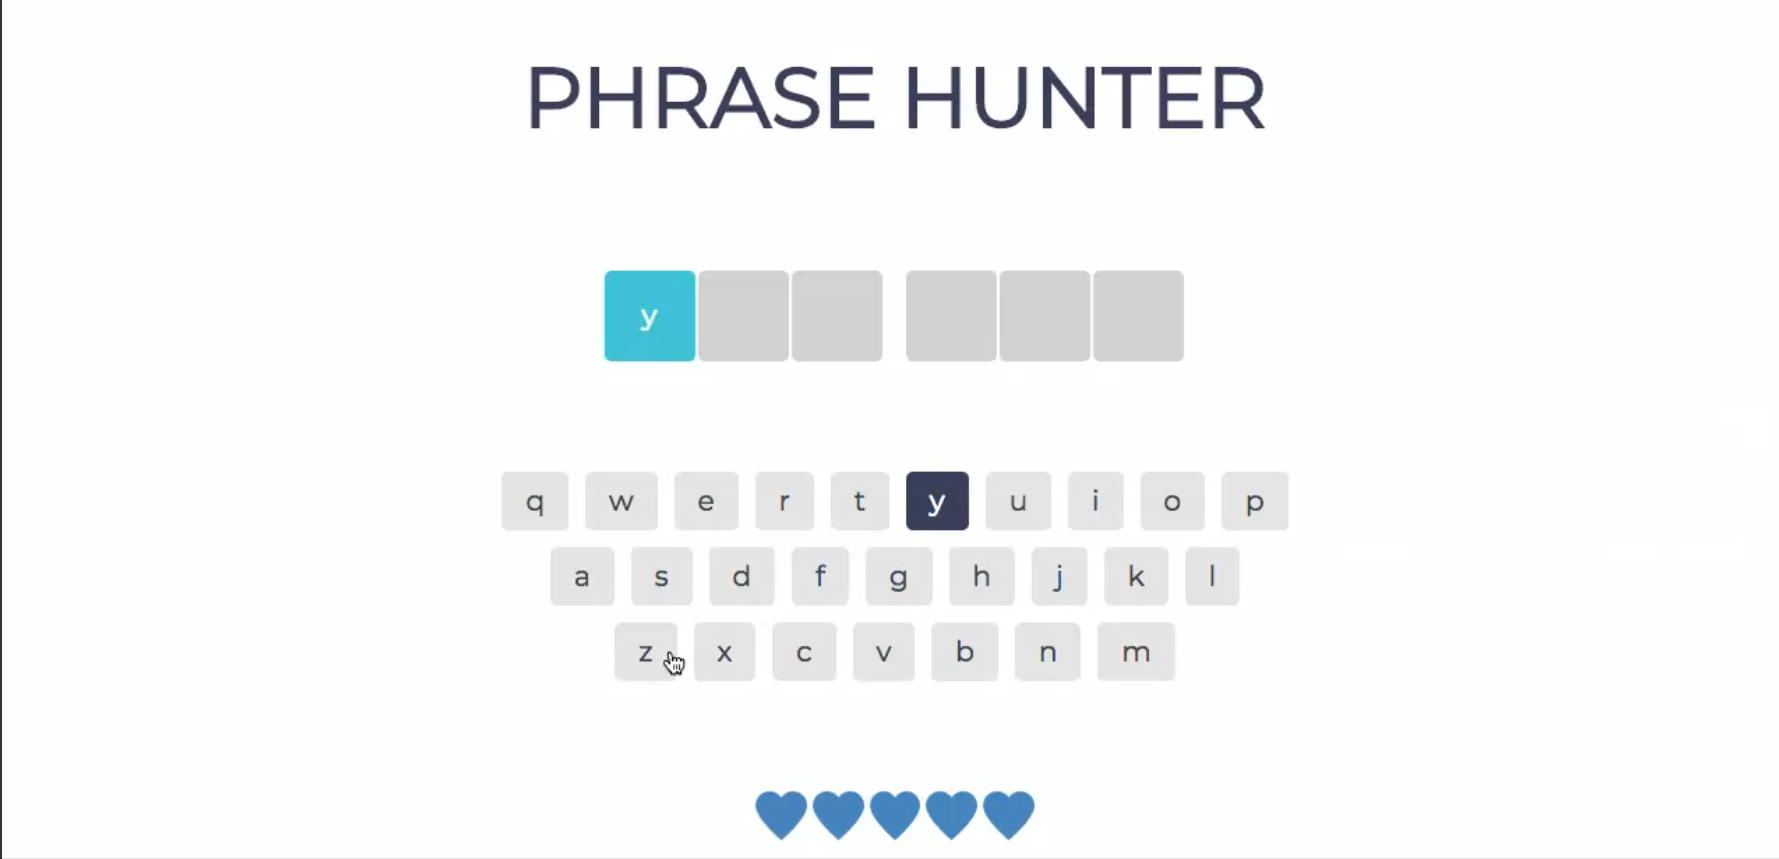 PHRASE HUNTER
y
q w e r t y u i o p
a s d f g h j k l
z x c v b n m